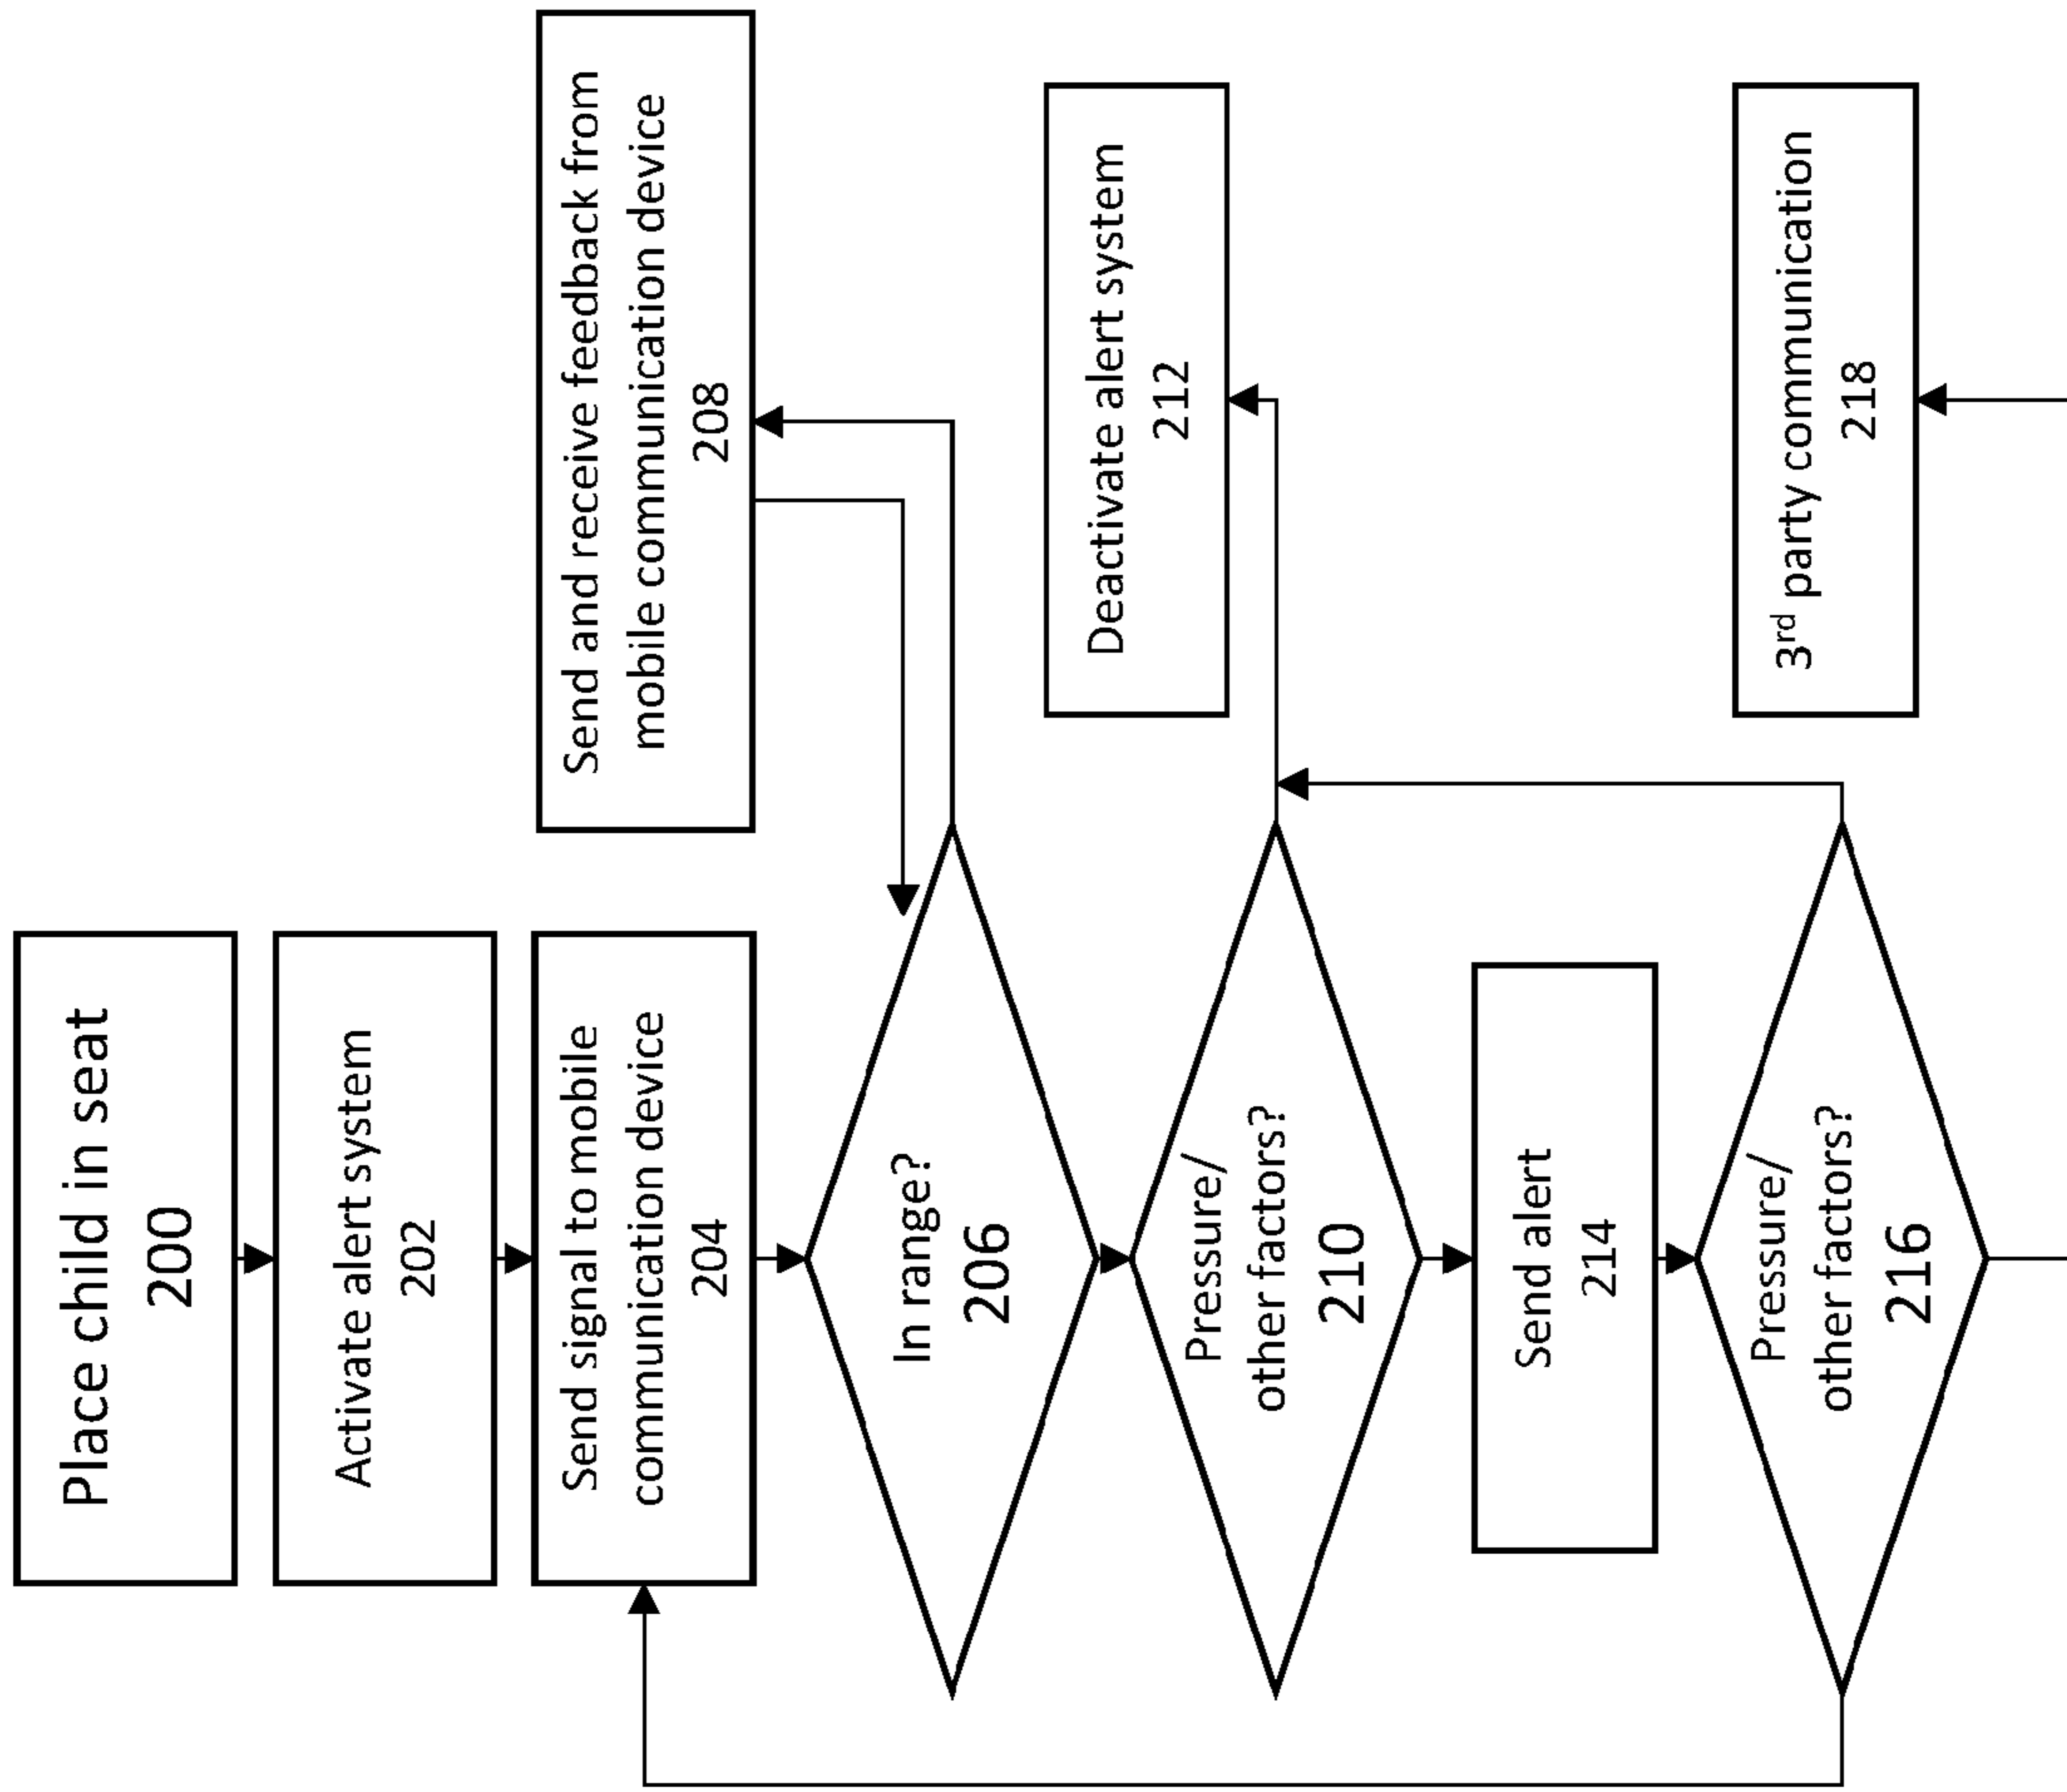 Place child in seat
200
Activate alert system
202
Send signal to mobile
communication device
204
In range?
206
Send and receive feedback from
mobile communication device
208
Pressure/
other factors?
210
Deactivate alert system
212
Send alert
214
Pressure/
other factors?
216
3rd party communication
218